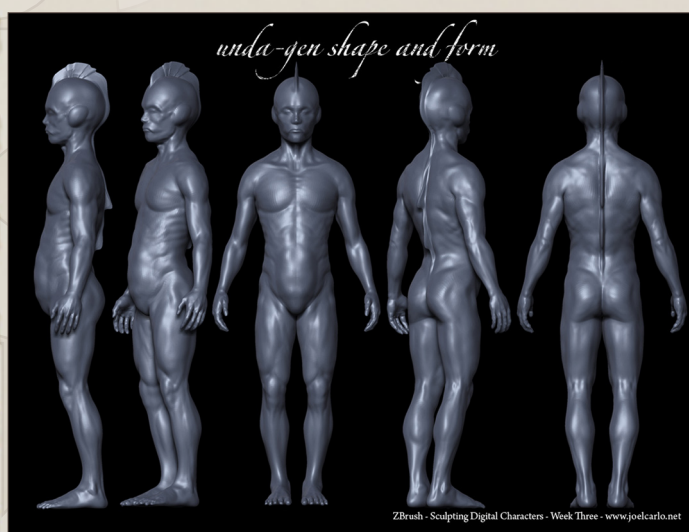 unda-gen shape and form
ZBrush - Sculpting Digital Characters - Week Three - www.joelcarlo.net